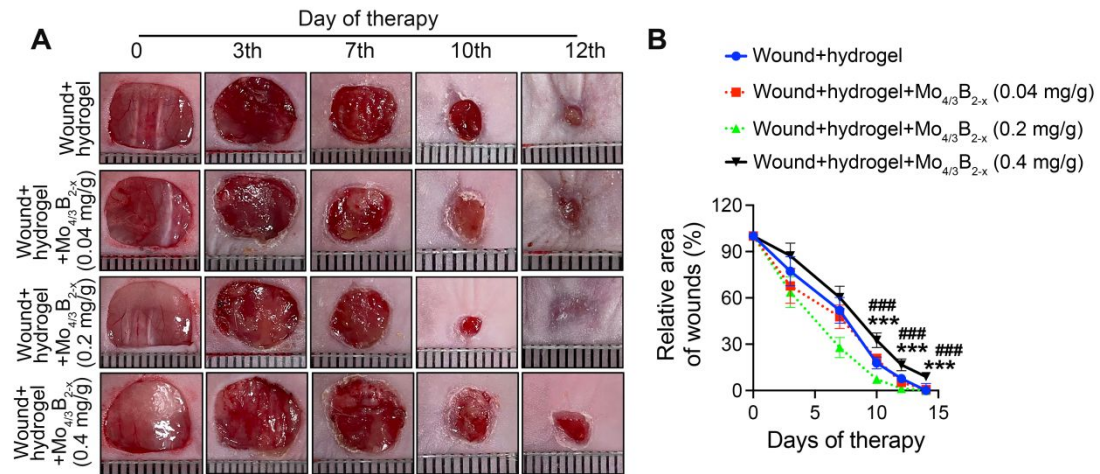 A
Day of therapy
0 3th 7th 10th 12th
Wound+
hydrogel
Wound+
hydrogel
+Mo4/3B2-x
(0.04 mg/g)
Wound+
hydrogel
+Mo4/3B2-x
(0.2 mg/g)
Wound+
hydrogel
+Mo4/3B2-x
(0.4 mg/g)
B
Wound+hydrogel
Wound+hydrogel+Mo4/3B2-x (0.04 mg/g)
Wound+hydrogel+Mo4/3B2-x (0.2 mg/g)
Wound+hydrogel+Mo4/3B2-x (0.4 mg/g)
Relative area
of wounds (%)
120
90
60
30
0
###
***
###
***
###
***
0 5 10 15
Days of therapy